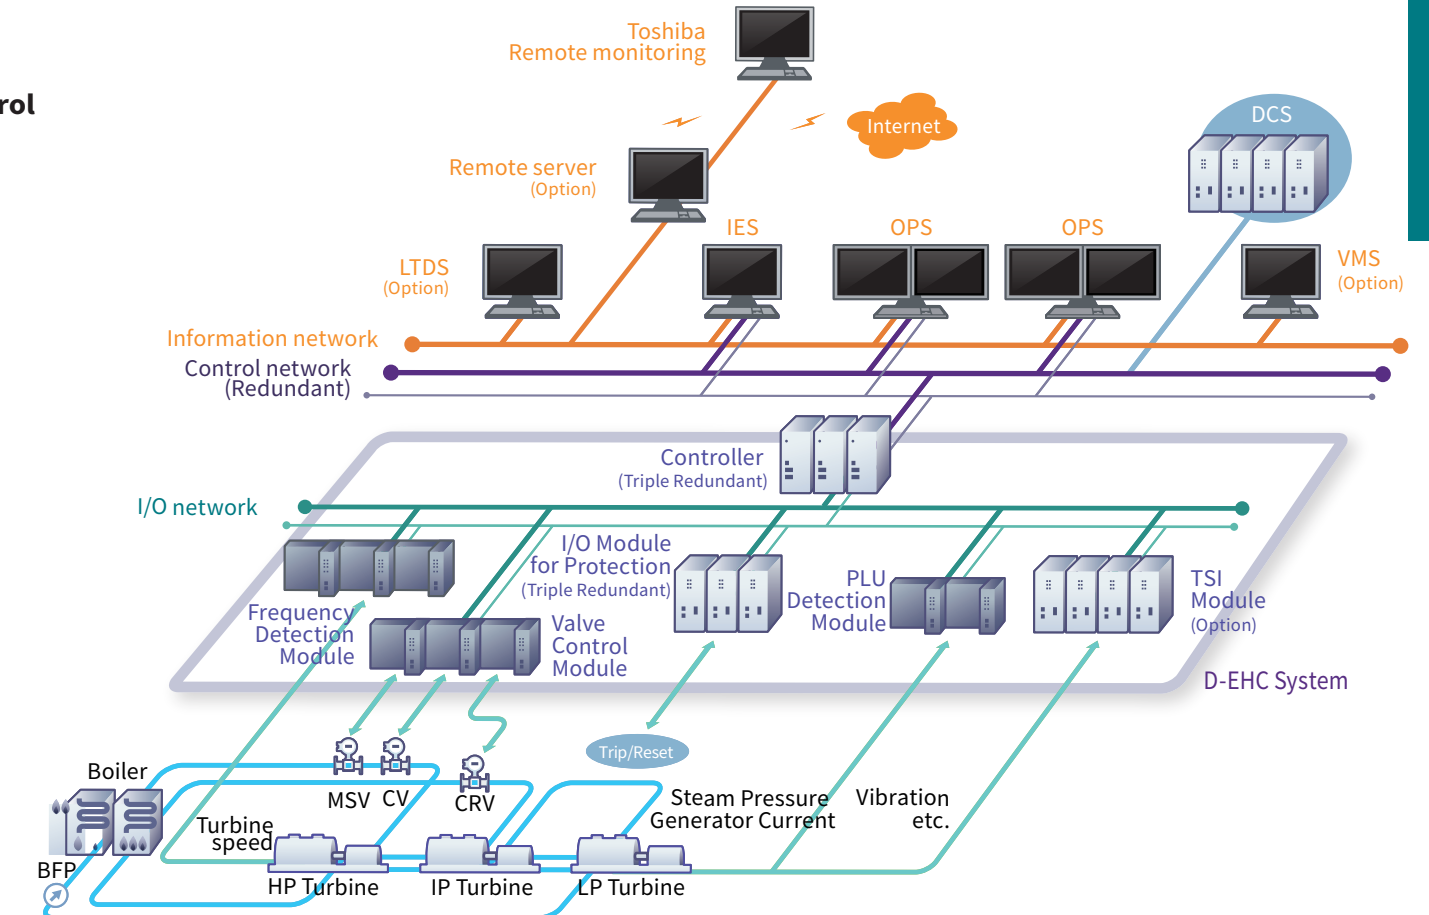 Toshiba
Remote monitoring
rol
Internet
DCS
Remote server
(Option)
IES
OPS
OPS
LTDS
(Option)
VMS
(Option)
Information network
Control network
(Redundant)
Controller
(Triple Redundant)
I/O network
I/O Module
for Protection
(Triple Redundant)
PLU
Detection
Module
TSI
Module
(Option)
Frequency
Detection
Module
Valve
Control
Module
D-EHC System
Trip/Reset
Boiler
MSV
CV
CRV
Steam Pressure
Generator Current
Vibration
etc.
Turbine
speed
BFP
HP Turbine
IP Turbine
LP Turbine